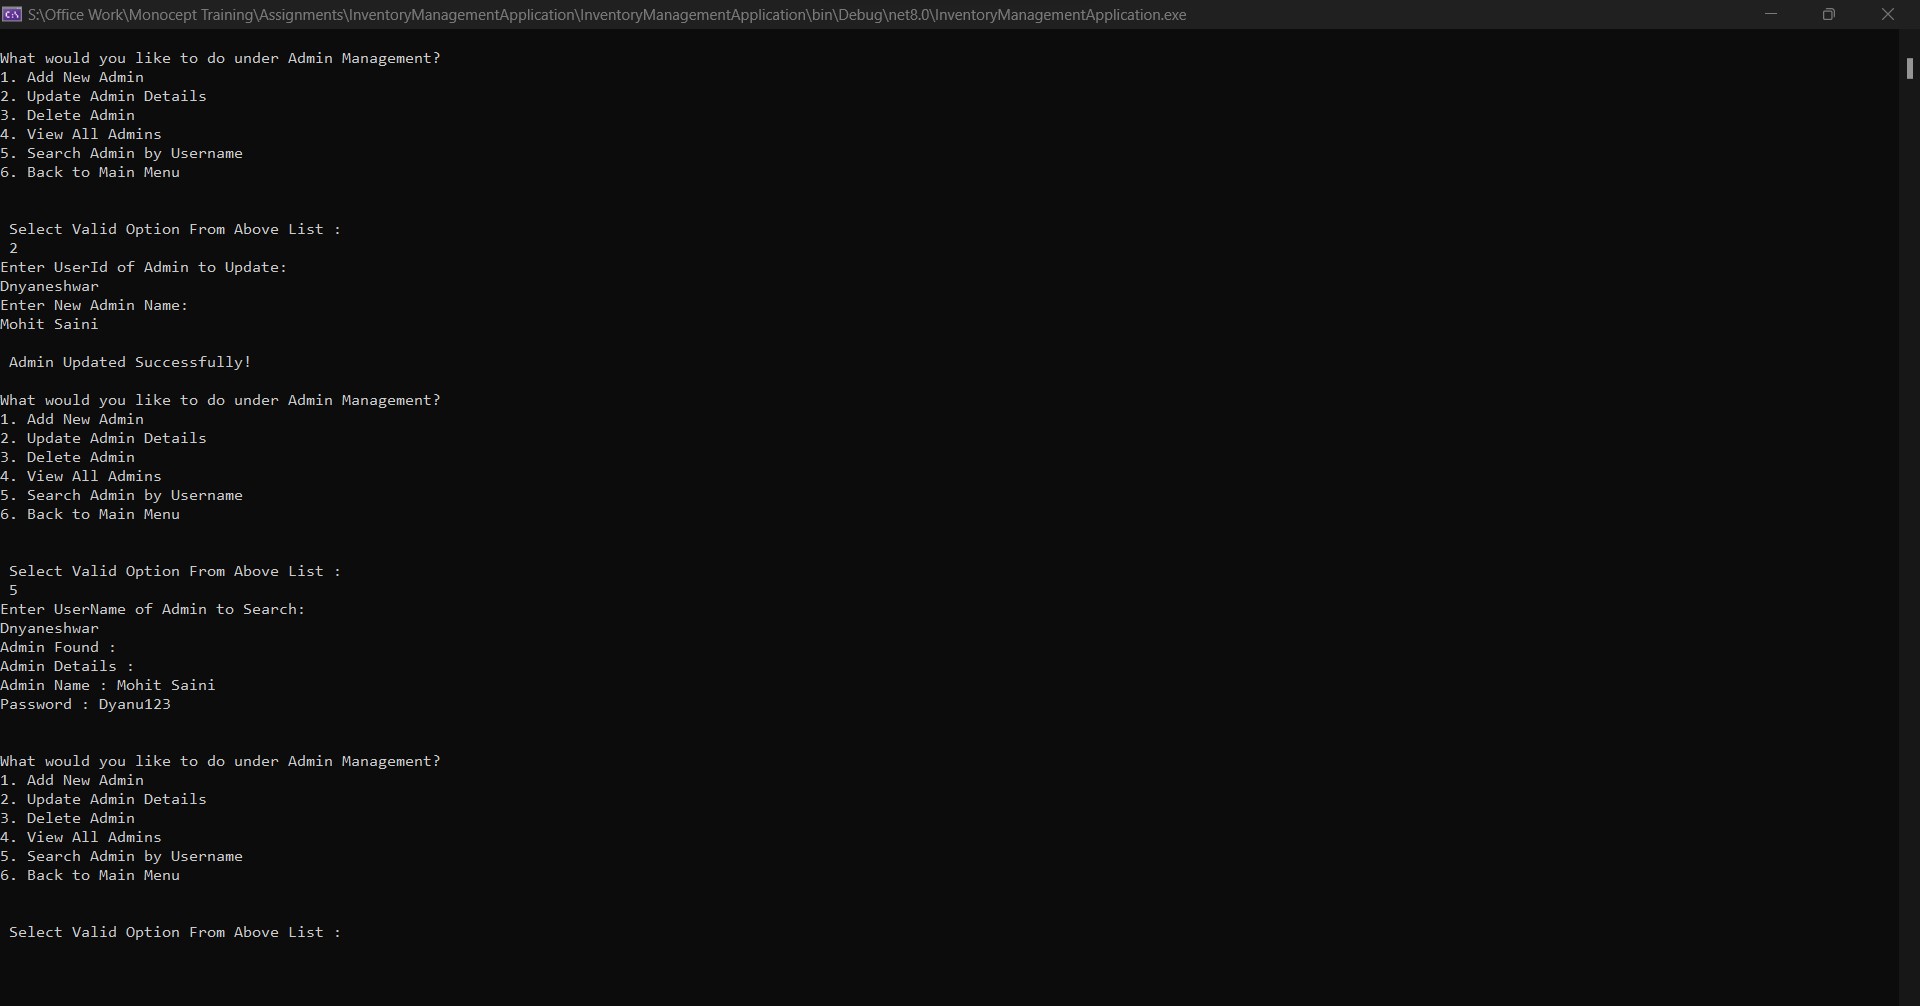 S:\Office Work\Monocept Training\Assignments\InventoryManagementApplication\InventoryManagementApplication\bin\Debug\net8.0\InventoryManagementApplication.exe
What would you like to do under Admin Management?
1. Add New Admin
2. Update Admin Details
3. Delete Admin
4. View All Admins
5. Search Admin by Username
6. Back to Main Menu
Select Valid Option From Above List :
2
Enter UserId of Admin to Update:
Dnyaneshwar
Enter New Admin Name:
Mohit Saini
Admin Updated Successfully!
What would you like to do under Admin Management?
1. Add New Admin
2. Update Admin Details
3. Delete Admin
4. View All Admins
5. Search Admin by Username
6. Back to Main Menu
Select Valid Option From Above List :
5
Enter UserName of Admin to Search:
Dnyaneshwar
Admin Found :
Admin Details :
Admin Name : Mohit Saini
Password : Dyanu123
What would you like to do under Admin Management?
1. Add New Admin
2. Update Admin Details
3. Delete Admin
4. View All Admins
5. Search Admin by Username
6. Back to Main Menu
Select Valid Option From Above List :